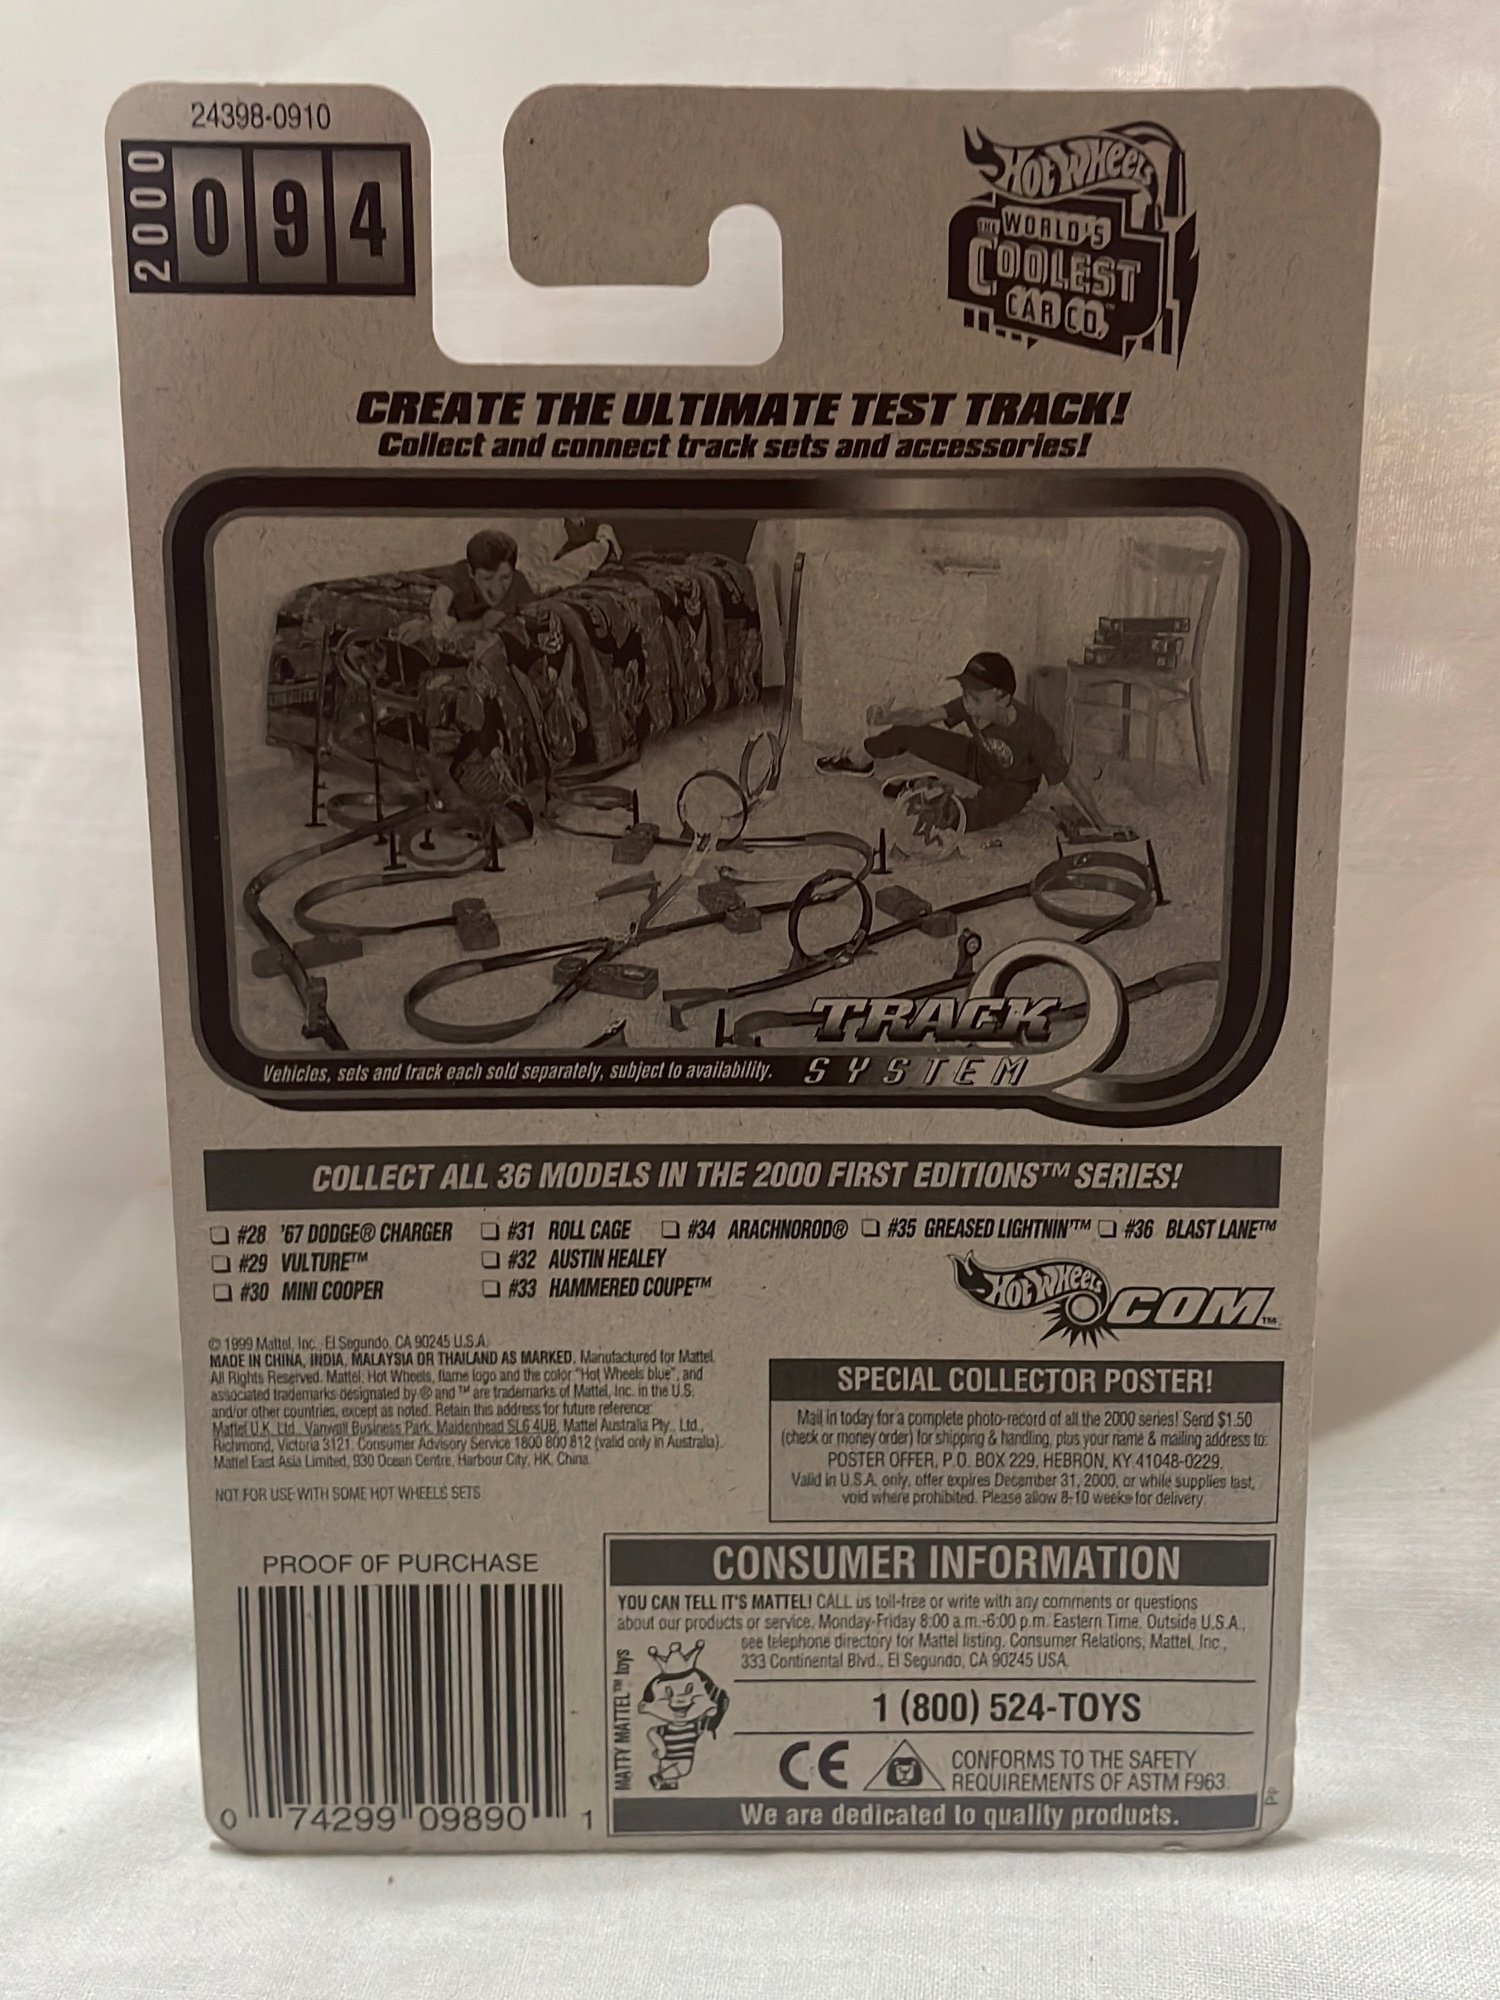 24398-0910
2000
094
HOT WHEELS
THE WORLD'S
COOLEST
CAR CO.™
CREATE THE ULTIMATE TEST TRACK!
Collect and connect track sets and accessories!
TRACK
SYSTEM
Vehicles, sets and track each sold separately, subject to availability.
COLLECT ALL 36 MODELS IN THE 2000 FIRST EDITIONS™ SERIES!
❏ #28 '67 DODGE® CHARGER ❏ #31 ROLL CAGE ❏ #34 ARACHNOROD® ❏ #35 GREASED LIGHTNIN'™ ❏ #36 BLAST LANE™
❏ #29 VULTURE™ ❏ #32 AUSTIN HEALEY
❏ #30 MINI COOPER ❏ #33 HAMMERED COUPE™
HOT WHEELS .COM™
© 1999 Mattel, Inc., El Segundo, CA 90245 U.S.A.
MADE IN CHINA, INDIA, MALAYSIA OR THAILAND AS MARKED. Manufactured for Mattel.
All Rights Reserved. Mattel, Hot Wheels, flame logo and the color "Hot Wheels blue", and
associated trademarks designated by ® and ™ are trademarks of Mattel, Inc. in the U.S.
and/or other countries, except as noted. Retain this address for future reference:
Mattel U.K. Ltd., Vanwall Business Park, Maidenhead SL6 4UB. Mattel Australia Pty., Ltd.,
Richmond, Victoria 3121. Consumer Advisory Service 1800 800 812 (valid only in Australia).
Mattel East Asia Limited, 930 Ocean Centre, Harbour City, HK, China.
NOT FOR USE WITH SOME HOT WHEELS SETS.
SPECIAL COLLECTOR POSTER!
Mail in today for a complete photo-record of all the 2000 series! Send $1.50
(check or money order) for shipping & handling, plus your name & mailing address to:
POSTER OFFER, P.O. BOX 229, HEBRON, KY 41048-0229.
Valid in U.S.A. only, offer expires December 31, 2000, or while supplies last,
void where prohibited. Please allow 8-10 weeks for delivery.
PROOF OF PURCHASE
0 74299 09890 1
CONSUMER INFORMATION
YOU CAN TELL IT'S MATTEL! CALL us toll-free or write with any comments or questions
about our products or service, Monday-Friday 8:00 a.m.-6:00 p.m. Eastern Time. Outside U.S.A.,
see telephone directory for Mattel listing. Consumer Relations, Mattel, Inc.,
333 Continental Blvd., El Segundo, CA 90245 USA.
MATTY MATTEL™ toys
1 (800) 524-TOYS
CE
CONFORMS TO THE SAFETY
REQUIREMENTS OF ASTM F963.
We are dedicated to quality products.
PP